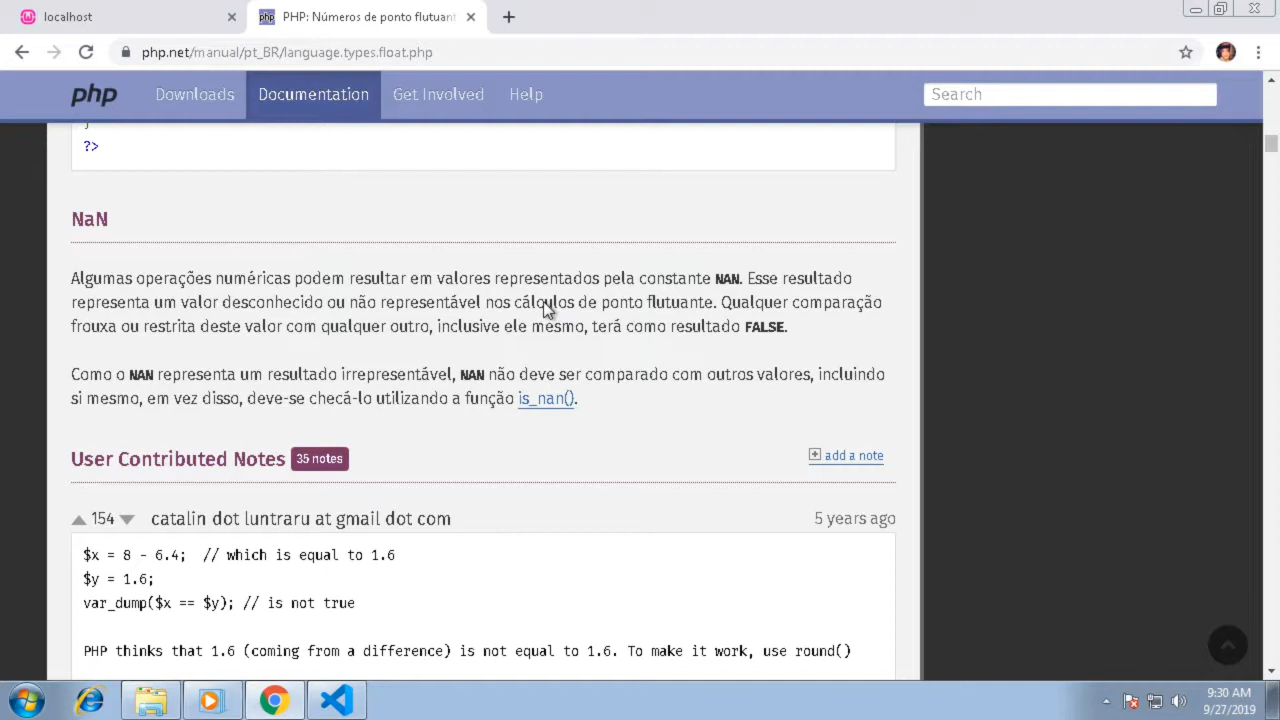 localhost
PHP: Números de ponto flutuant
php.net/manual/pt_BR/language.types.float.php
php
Downloads
Documentation
Get Involved
Help
Search
?>
NaN
Algumas operações numéricas podem resultar em valores representados pela constante NAN. Esse resultado
representa um valor desconhecido ou não representável nos cálculos de ponto flutuante. Qualquer comparação
frouxa ou restrita deste valor com qualquer outro, inclusive ele mesmo, terá como resultado FALSE.
Como o NAN representa um resultado irrepresentável, NAN não deve ser comparado com outros valores, incluindo
si mesmo, em vez disso, deve-se checá-lo utilizando a função is_nan().
User Contributed Notes 35 notes
add a note
154 catalin dot luntraru at gmail dot com
5 years ago
$x = 8 - 6.4;  // which is equal to 1.6
$y = 1.6;
var_dump($x == $y); // is not true
PHP thinks that 1.6 (coming from a difference) is not equal to 1.6. To make it work, use round()
9:30 AM
9/27/2019